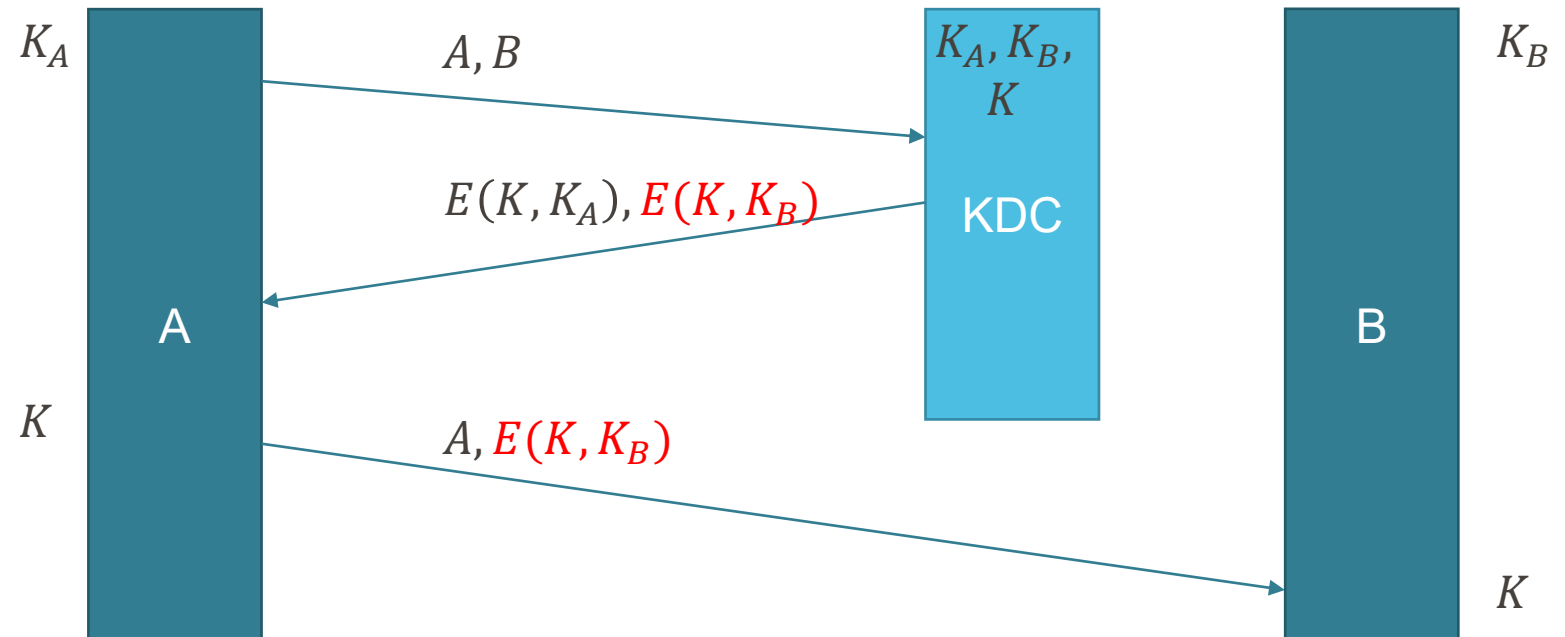 K_A
A, B
K_A, K_B,
K
K_B
E(K, K_A), E(K, K_B)
KDC
A
B
K
A, E(K, K_B)
K